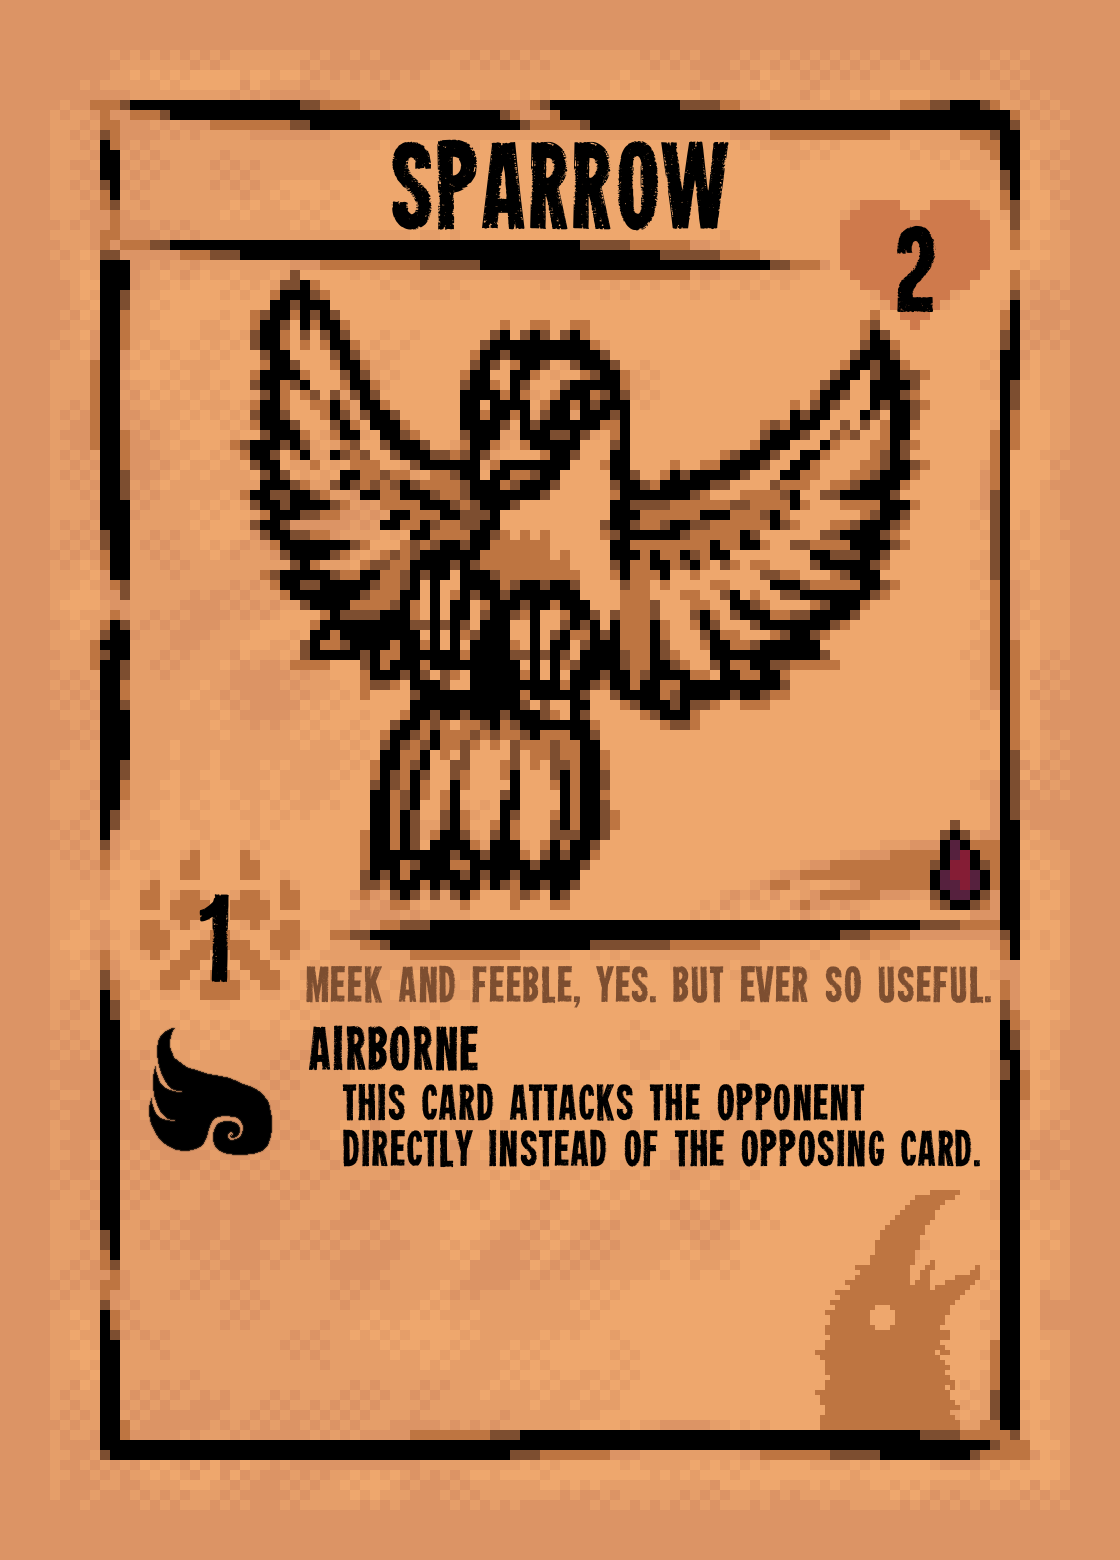 SPARROW
2
1
MEEK AND FEEBLE, YES. BUT EVER SO USEFUL.
AIRBORNE
THIS CARD ATTACKS THE OPPONENT
DIRECTLY INSTEAD OF THE OPPOSING CARD.